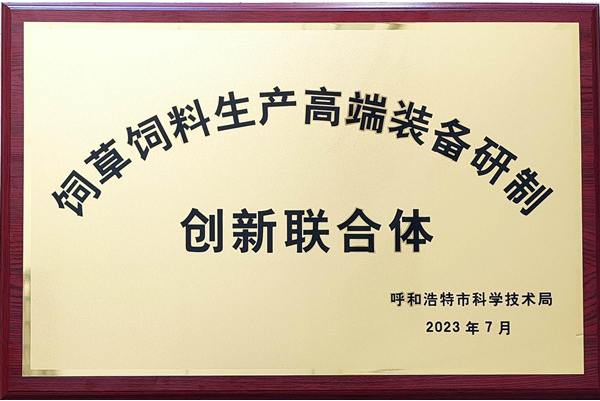 饲草饲料生产高端装备研制
创新联合体
呼和浩特市科学技术局
2023年7月